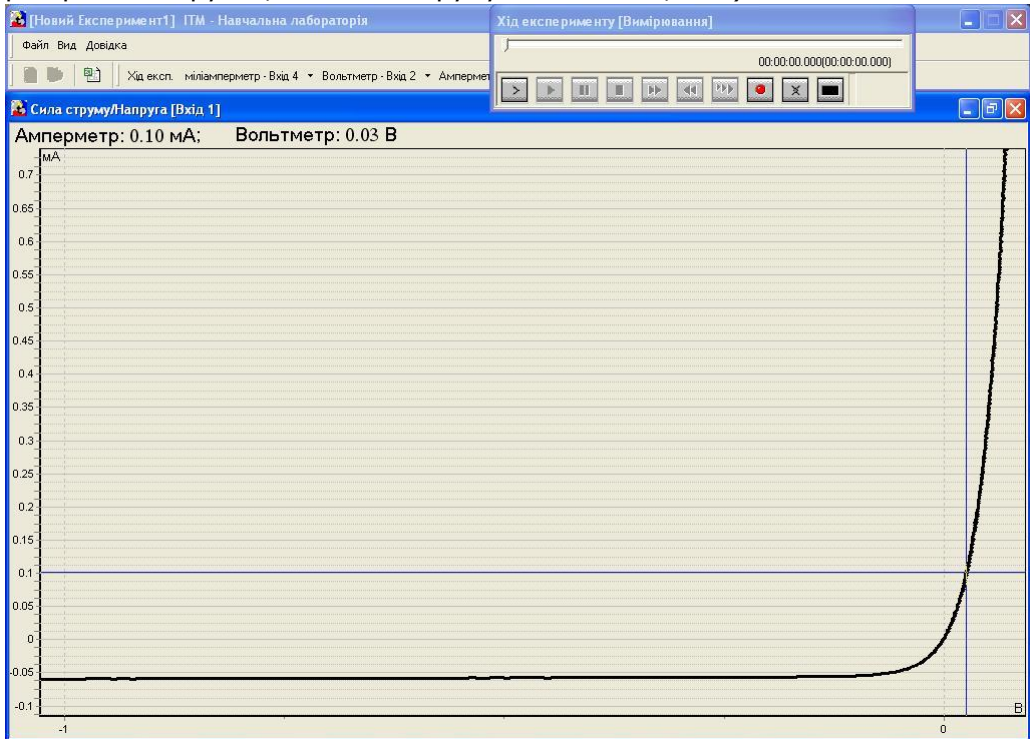 [Новий Експеримент1] ІТМ - Навчальна лабораторія
Хід експерименту [Вимірювання]
Файл Вид Довідка
00:00:00.000(00:00:00.000)
Хід експ. міліамперметр - Вхід 4 Вольтметр - Вхід 2 Ампермет
Сила струму/Напруга [Вхід 1]
Амперметр: 0.10 мА; Вольтметр: 0.03 В
мА
0.7
0.65
0.6
0.55
0.5
0.45
0.4
0.35
0.3
0.25
0.2
0.15
0.1
0.05
0
-0.05
-0.1
В
-1 0